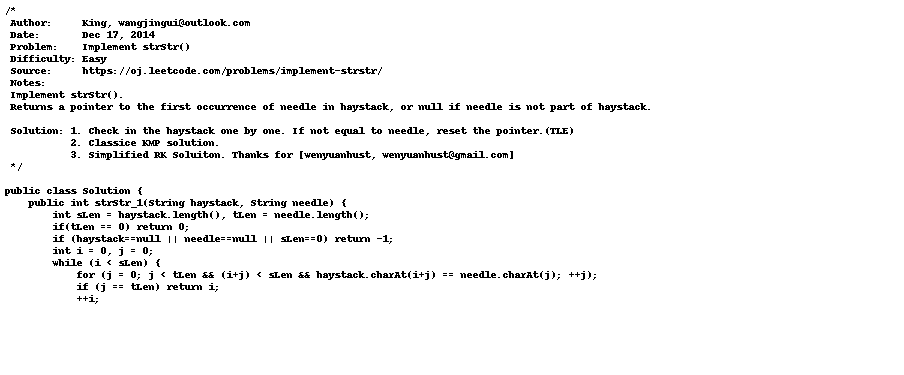 /*
 Author:     King, wangjingui@outlook.com
 Date:       Dec 17, 2014
 Problem:    Implement strStr()
 Difficulty: Easy
 Source:     https://oj.leetcode.com/problems/implement-strstr/
 Notes:
 Implement strStr().
 Returns a pointer to the first occurrence of needle in haystack, or null if needle is not part of haystack.

 Solution: 1. Check in the haystack one by one. If not equal to needle, reset the pointer.(TLE)
           2. Classice KMP solution.
           3. Simplified RK Soluiton. Thanks for [wenyuanhust, wenyuanhust@gmail.com]
 */

public class Solution {
    public int strStr_1(String haystack, String needle) {
        int sLen = haystack.length(), tLen = needle.length();
        if(tLen == 0) return 0;
        if (haystack==null || needle==null || sLen==0) return -1;
        int i = 0, j = 0;
        while (i < sLen) {
            for (j = 0; j < tLen && (i+j) < sLen && haystack.charAt(i+j) == needle.charAt(j); ++j);
            if (j == tLen) return i;
            ++i;